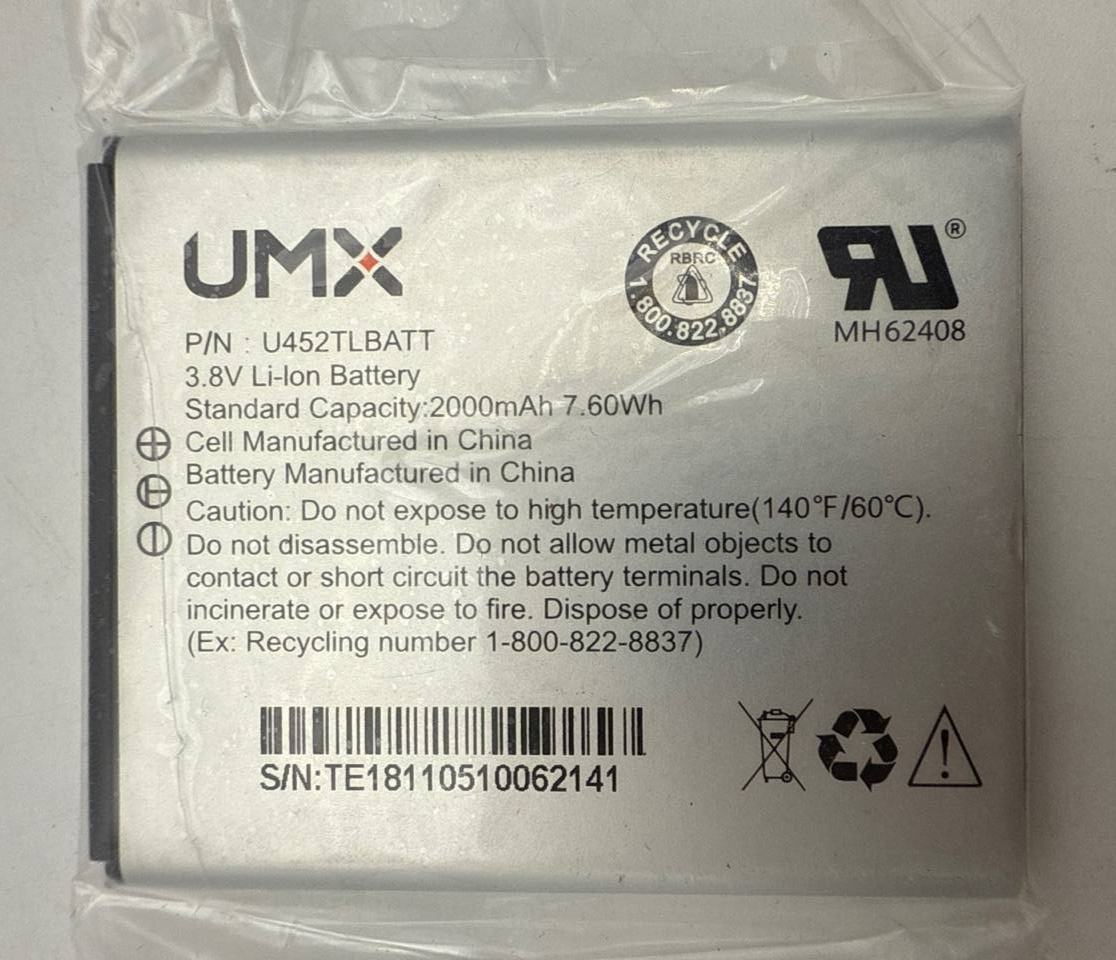 UMX
RECYCLE
RBRC
1.800.822.8837
RU®
MH62408
P/N : U452TLBATT
3.8V Li-Ion Battery
Standard Capacity:2000mAh 7.60Wh
Cell Manufactured in China
Battery Manufactured in China
Caution: Do not expose to high temperature(140°F/60°C).
Do not disassemble. Do not allow metal objects to
contact or short circuit the battery terminals. Do not
incinerate or expose to fire. Dispose of properly.
(Ex: Recycling number 1-800-822-8837)
S/N:TE18110510062141